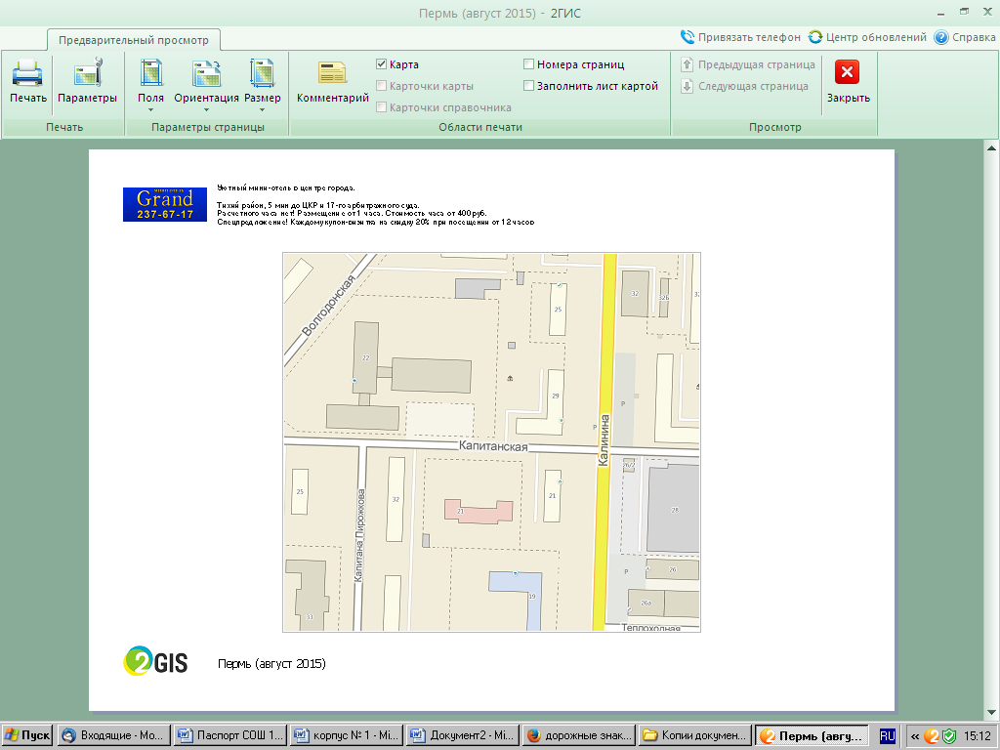 Пермь (август 2015) - 2ГИС
Предварительный просмотр
Привязать телефон
Центр обновлений
Справка
Печать
Параметры
Поля
Ориентация
Размер
Комментарий
Карта
Карточки карты
Карточки справочника
Номера страниц
Заполнить лист картой
Предыдущая страница
Следующая страница
Закрыть
Печать
Параметры страницы
Области печати
Просмотр
Grand
237-67-17
Уютный мини-отель в центре города.
Тихий район, 5 мин до ЦКР и 17-го арбитражного суда.
Расчетного часа нет! Размещение от 1 часа. Стоимость часа от 400 руб.
Спецпредложение! Каждому купон-визитка на скидку 20% при посещении от 12 часов
Волгодонская
25
32
32Б
22
29
P
P
Калинина
Капитанская
25
32
Капитана Пирожкова
21
21
28
P
26
19
26а
33
Теплоходная
2GIS
Пермь (август 2015)
Пуск
Входящие - Mo...
Паспорт СОШ 1...
корпус № 1 - Mi...
Документ2 - Mi...
дорожные знак...
Копии докумен...
Пермь (авгу...
RU
«
15:12